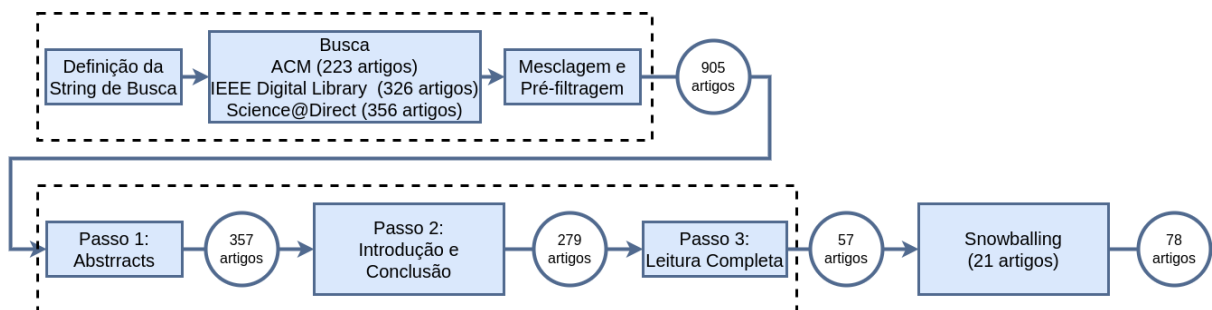 Definição da
String de Busca
Busca
ACM (223 artigos)
IEEE Digital Library (326 artigos)
Science@Direct (356 artigos)
Mesclagem e
Pré-filtragem
905
artigos
Passo 1:
Abstrracts
357
artigos
Passo 2:
Introdução e
Conclusão
279
artigos
Passo 3:
Leitura Completa
57
artigos
Snowballing
(21 artigos)
78
artigos